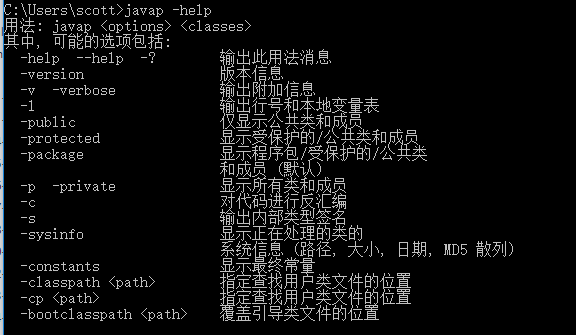 C:\Users\scott>javap -help
用法: javap <options> <classes>
其中, 可能的选项包括:
-help --help -? 输出此用法消息
-version 版本信息
-v -verbose 输出附加信息
-l 输出行号和本地变量表
-public 仅显示公共类和成员
-protected 显示受保护的/公共类和成员
-package 显示程序包/受保护的/公共类
和成员 (默认)
-p -private 显示所有类和成员
-c 对代码进行反汇编
-s 输出内部类型签名
-sysinfo 显示正在处理的类的
系统信息 (路径, 大小, 日期, MD5 散列)
-constants 显示最终常量
-classpath <path> 指定查找用户类文件的位置
-cp <path> 指定查找用户类文件的位置
-bootclasspath <path> 覆盖引导类文件的位置